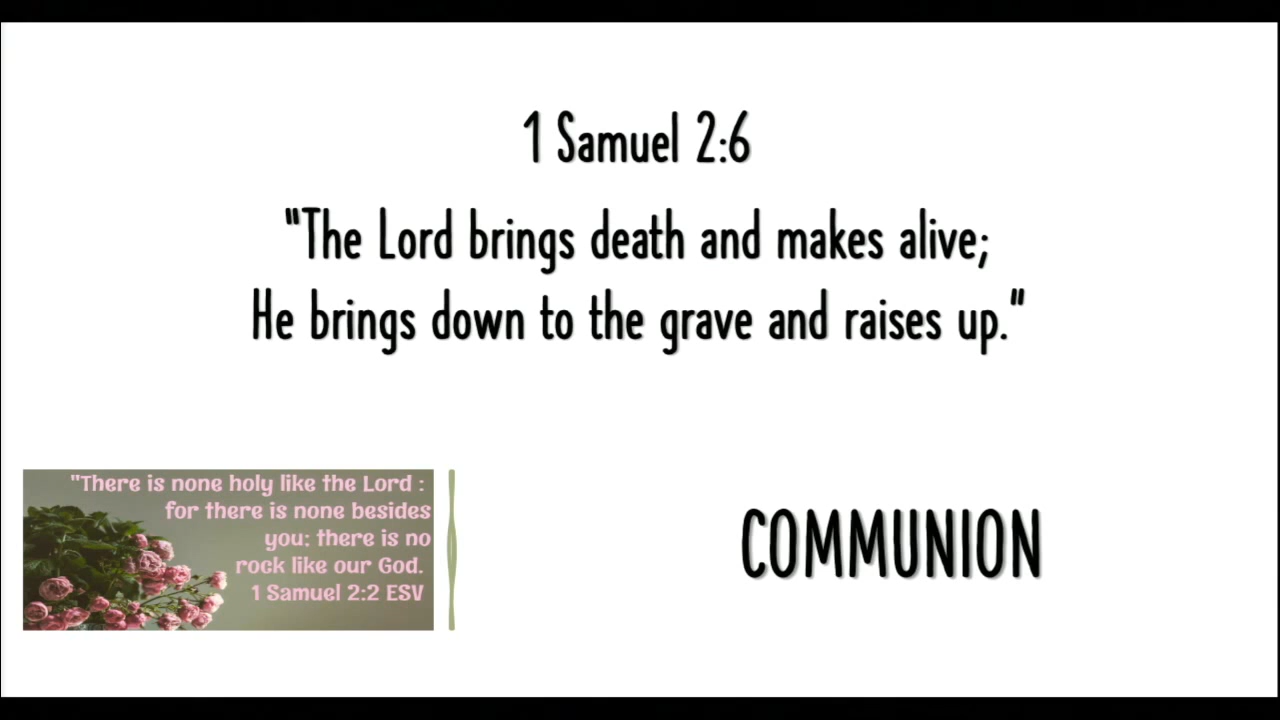 1 Samuel 2:6
"The Lord brings death and makes alive;
He brings down to the grave and raises up."
"There is none holy like the Lord :
for there is none besides
you: there is no
rock like our God.
1 Samuel 2:2 ESV
COMMUNION